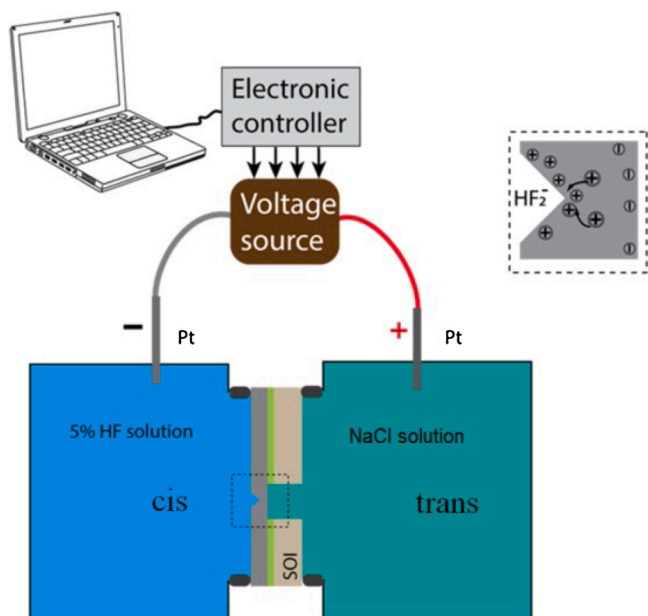 Electronic
controller
Voltage
source
HF₂⁻
−
Pt
+
Pt
5% HF solution
NaCl solution
cis
trans
SOI